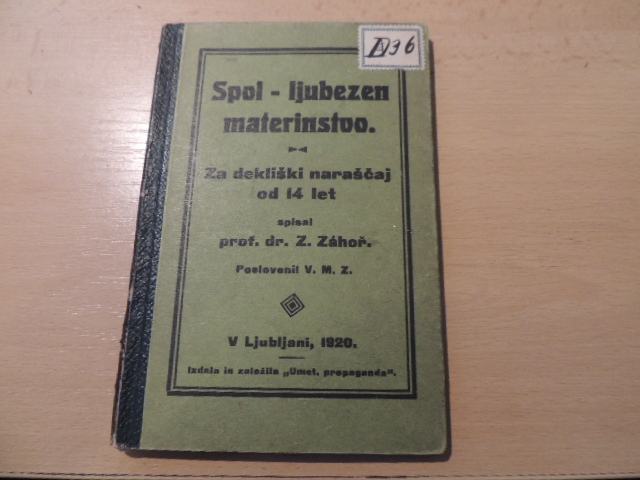 D 36
Spol - ljubezen
materinstvo.
Za dekliški naraščaj
od 14 let
spisal
prof. dr. Z. Záhoř.
Poslovenil V. M. Z.
V Ljubljani, 1920.
Izdala in založila „Umet. propaganda".